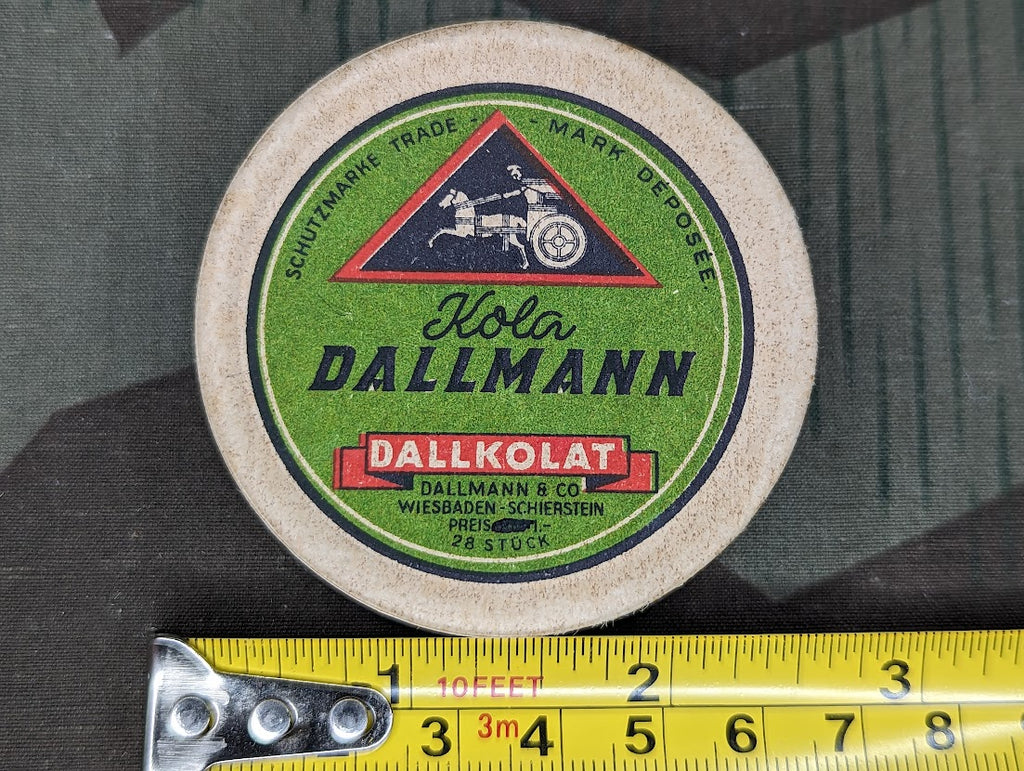 SCHUTZMARKE TRADE - - MARK DÉPOSÉE.
Kola
DALLMANN
DALLKOLAT
DALLMANN & CO
WIESBADEN-SCHIERSTEIN
PREIS 1.-
28 STÜCK
1 10FEET 2 3
3 3m 4 5 6 7 8